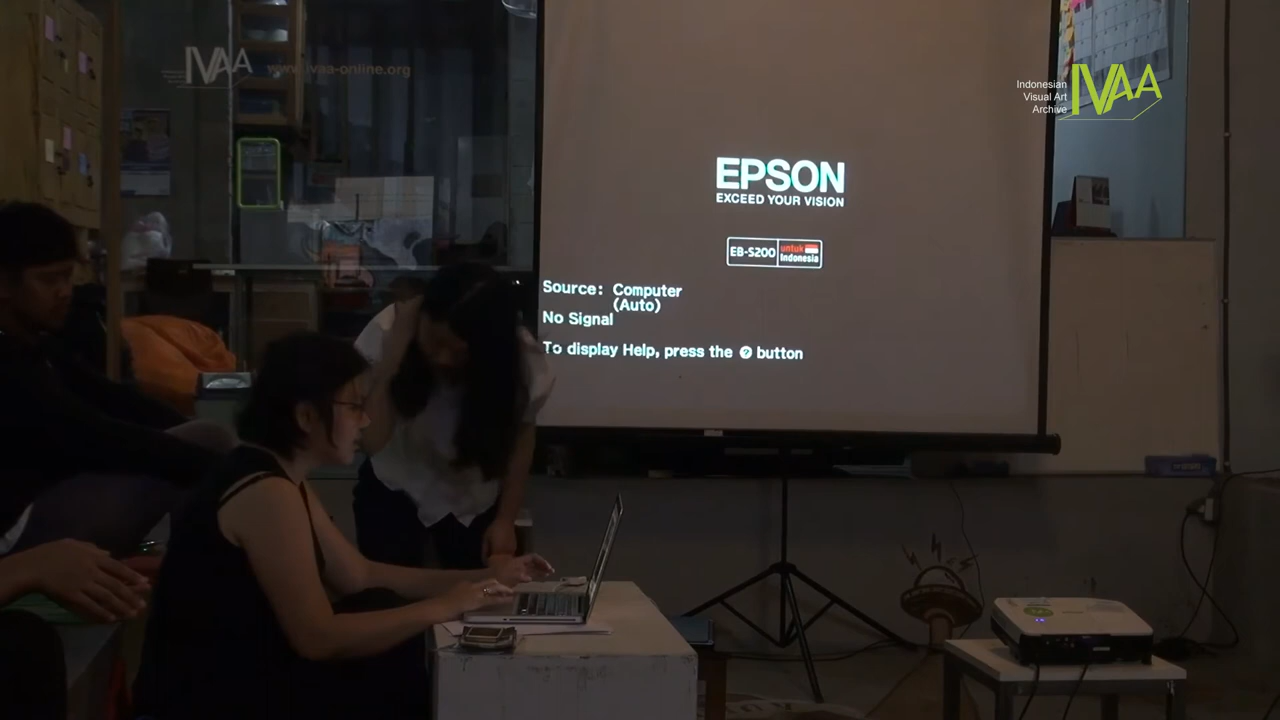 IVAA www.ivaa-online.org
Indonesian
Visual Art
Archive
IVAA
EPSON
EXCEED YOUR VISION
EB-S200
untuk
Indonesia
Source: Computer
(Auto)
No Signal
To display Help, press the ? button